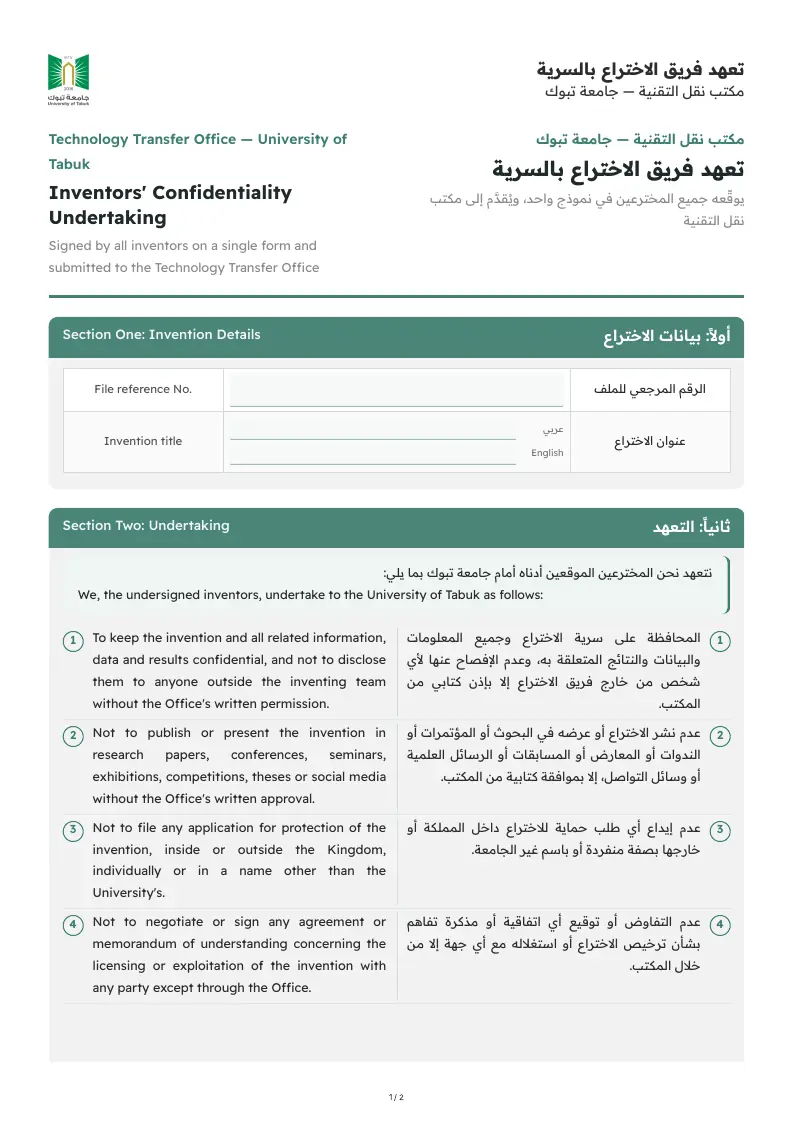 جامعة تبوك
University of Tabuk
تعهد فريق الاختراع بالسرية
مكتب نقل التقنية — جامعة تبوك
Technology Transfer Office — University of
Tabuk
Inventors' Confidentiality
Undertaking
Signed by all inventors on a single form and
submitted to the Technology Transfer Office
مكتب نقل التقنية — جامعة تبوك
تعهد فريق الاختراع بالسرية
يوقّعه جميع المخترعين في نموذج واحد، ويُقدَّم إلى مكتب
نقل التقنية
Section One: Invention Details
أولاً: بيانات الاختراع
File reference No.
الرقم المرجعي للملف
Invention title
عربي
English
عنوان الاختراع
Section Two: Undertaking
ثانياً: التعهد
نتعهد نحن المخترعين الموقعين أدناه أمام جامعة تبوك بما يلي:
We, the undersigned inventors, undertake to the University of Tabuk as follows:
1 To keep the invention and all related information,
data and results confidential, and not to disclose
them to anyone outside the inventing team
without the Office's written permission.
1 المحافظة على سرية الاختراع وجميع المعلومات
والبيانات والنتائج المتعلقة به، وعدم الإفصاح عنها لأي
شخص من خارج فريق الاختراع إلا بإذن كتابي من
المكتب.
2 Not to publish or present the invention in
research papers, conferences, seminars,
exhibitions, competitions, theses or social media
without the Office's written approval.
2 عدم نشر الاختراع أو عرضه في البحوث أو المؤتمرات أو
الندوات أو المعارض أو المسابقات أو الرسائل العلمية
أو وسائل التواصل، إلا بموافقة كتابية من المكتب.
3 Not to file any application for protection of the
invention, inside or outside the Kingdom,
individually or in a name other than the
University's.
3 عدم إيداع أي طلب حماية للاختراع داخل المملكة أو
خارجها بصفة منفردة أو باسم غير الجامعة.
4 Not to negotiate or sign any agreement or
memorandum of understanding concerning the
licensing or exploitation of the invention with
any party except through the Office.
4 عدم التفاوض أو توقيع أي اتفاقية أو مذكرة تفاهم
بشأن ترخيص الاختراع أو استغلاله مع أي جهة إلا من
خلال المكتب.
1 / 2